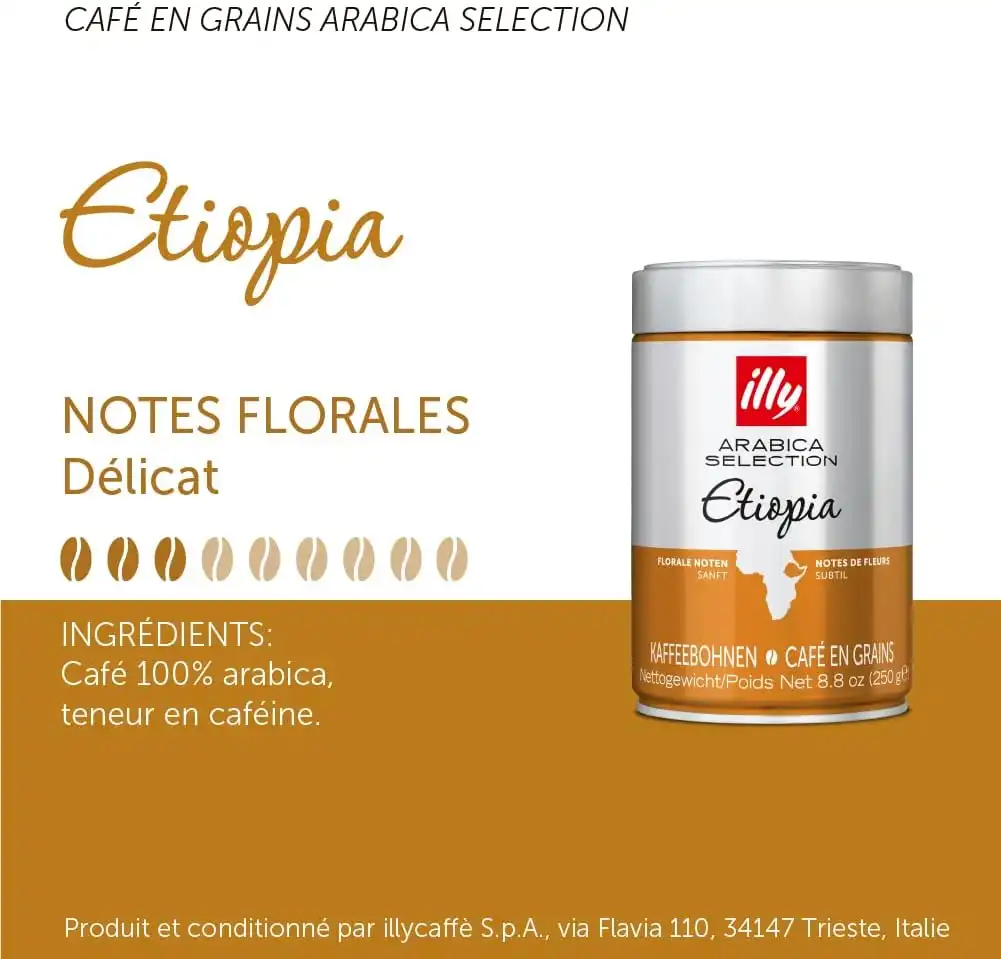 CAFÉ EN GRAINS ARABICA SELECTION
Etiopia
NOTES FLORALES
Délicat
INGRÉDIENTS:
Café 100% arabica,
teneur en caféine.
illy
ARABICA
SELECTION
Etiopia
FLORALE NOTEN
SANFT
NOTES DE FLEURS
SUBTIL
KAFFEEBOHNEN CAFÉ EN GRAINS
Nettogewicht/Poids Net 8.8 oz (250 g℮)
Produit et conditionné par illycaffè S.p.A., via Flavia 110, 34147 Trieste, Italie